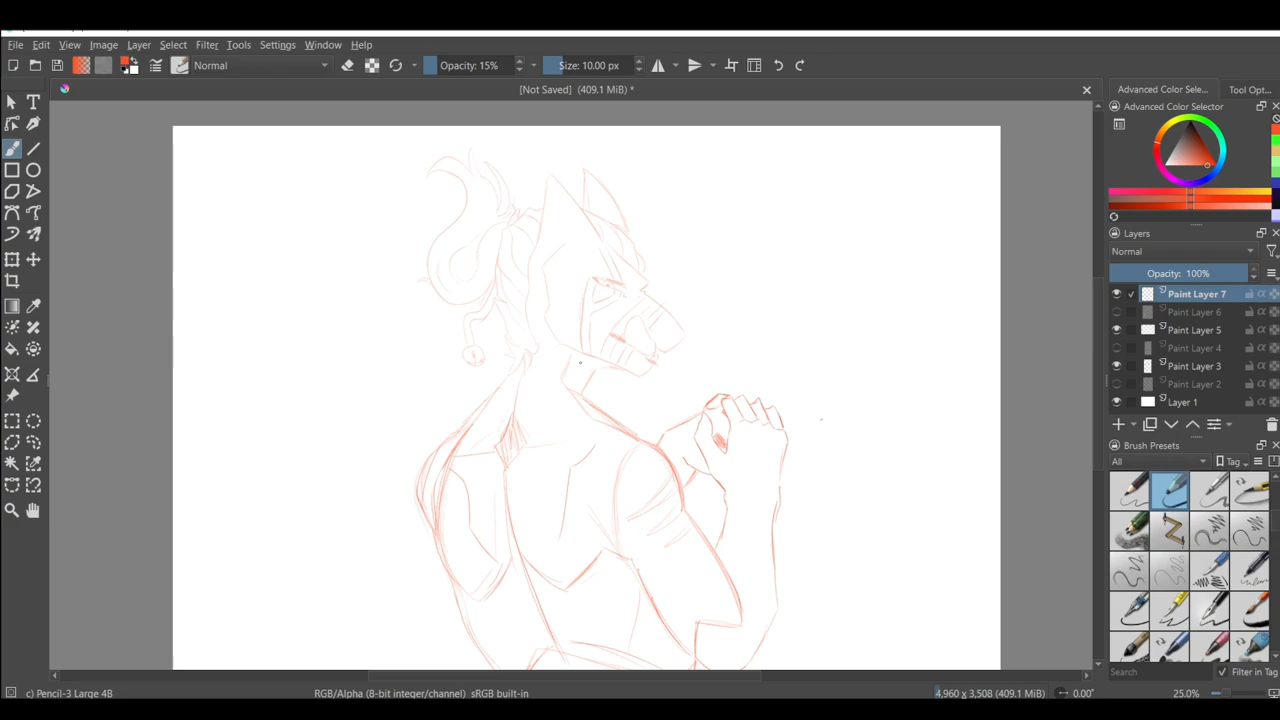 File Edit View Image Layer Select Filter Tools Settings Window Help
Normal Opacity: 15% Size: 10.00 px
[Not Saved] (409.1 MiB) *
Advanced Color Sele... Tool Opt...
Advanced Color Selector
Layers
Normal
Opacity: 100%
Paint Layer 7
Paint Layer 6
Paint Layer 5
Paint Layer 4
Paint Layer 3
Paint Layer 2
Layer 1
Brush Presets
All Tag
Search Filter in Tag
c) Pencil-3 Large 4B RGB/Alpha (8-bit integer/channel) sRGB built-in 4,960 x 3,508 (409.1 MiB) 0.00° 25.0%